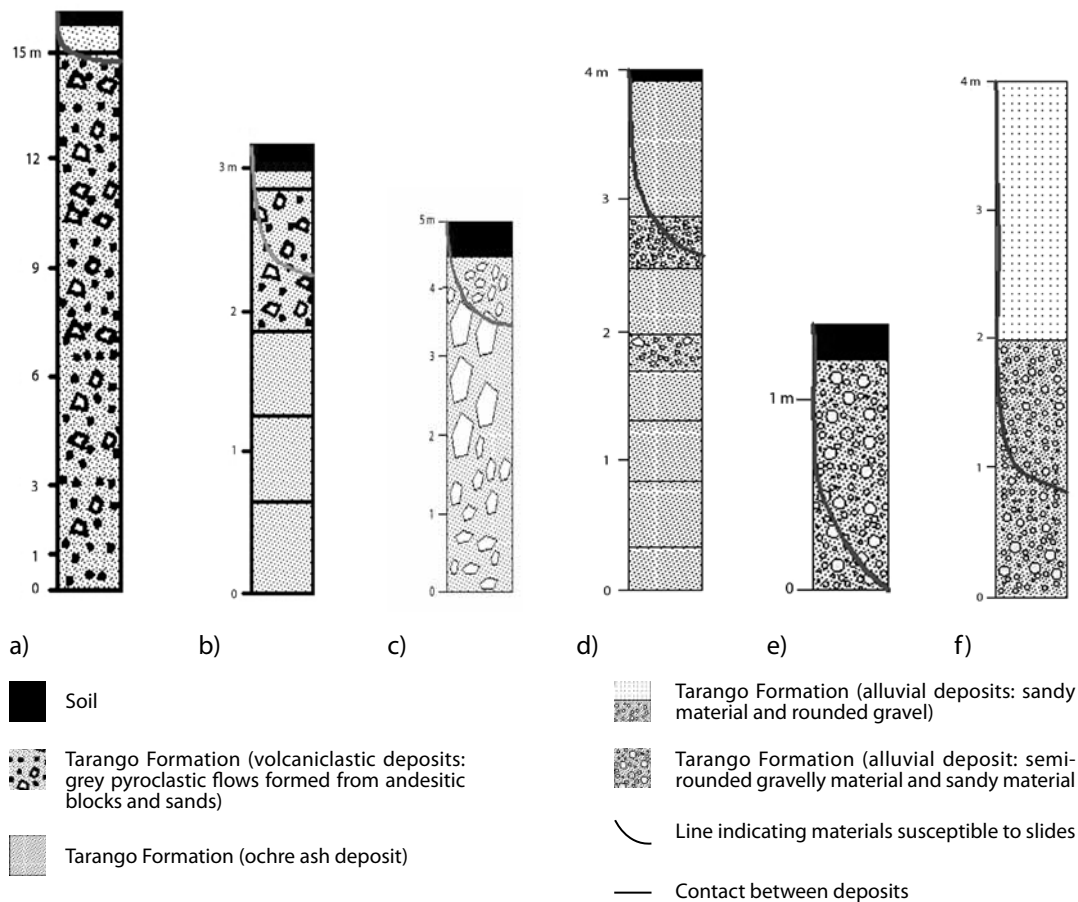 15 m
12
9
6
3
1
0
3 m
2
1
0
5 m
4
3
2
1
0
4 m
3
2
1
0
1 m
0
4 m
3
2
1
0
a)
b)
c)
d)
e)
f)
Soil
Tarango Formation (volcaniclastic deposits:
grey pyroclastic flows formed from andesitic
blocks and sands)
Tarango Formation (ochre ash deposit)
Tarango Formation (alluvial deposits: sandy
material and rounded gravel)
Tarango Formation (alluvial deposit: semi-
rounded gravelly material and sandy material
Line indicating materials susceptible to slides
Contact between deposits